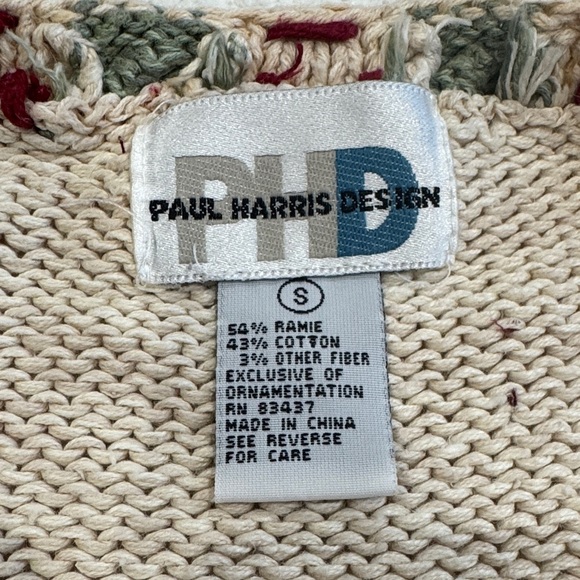 PHD
PAUL HARRIS DESIGN
S
54% RAMIE
43% COTTON
3% OTHER FIBER
EXCLUSIVE OF
ORNAMENTATION
RN 83437
MADE IN CHINA
SEE REVERSE
FOR CARE